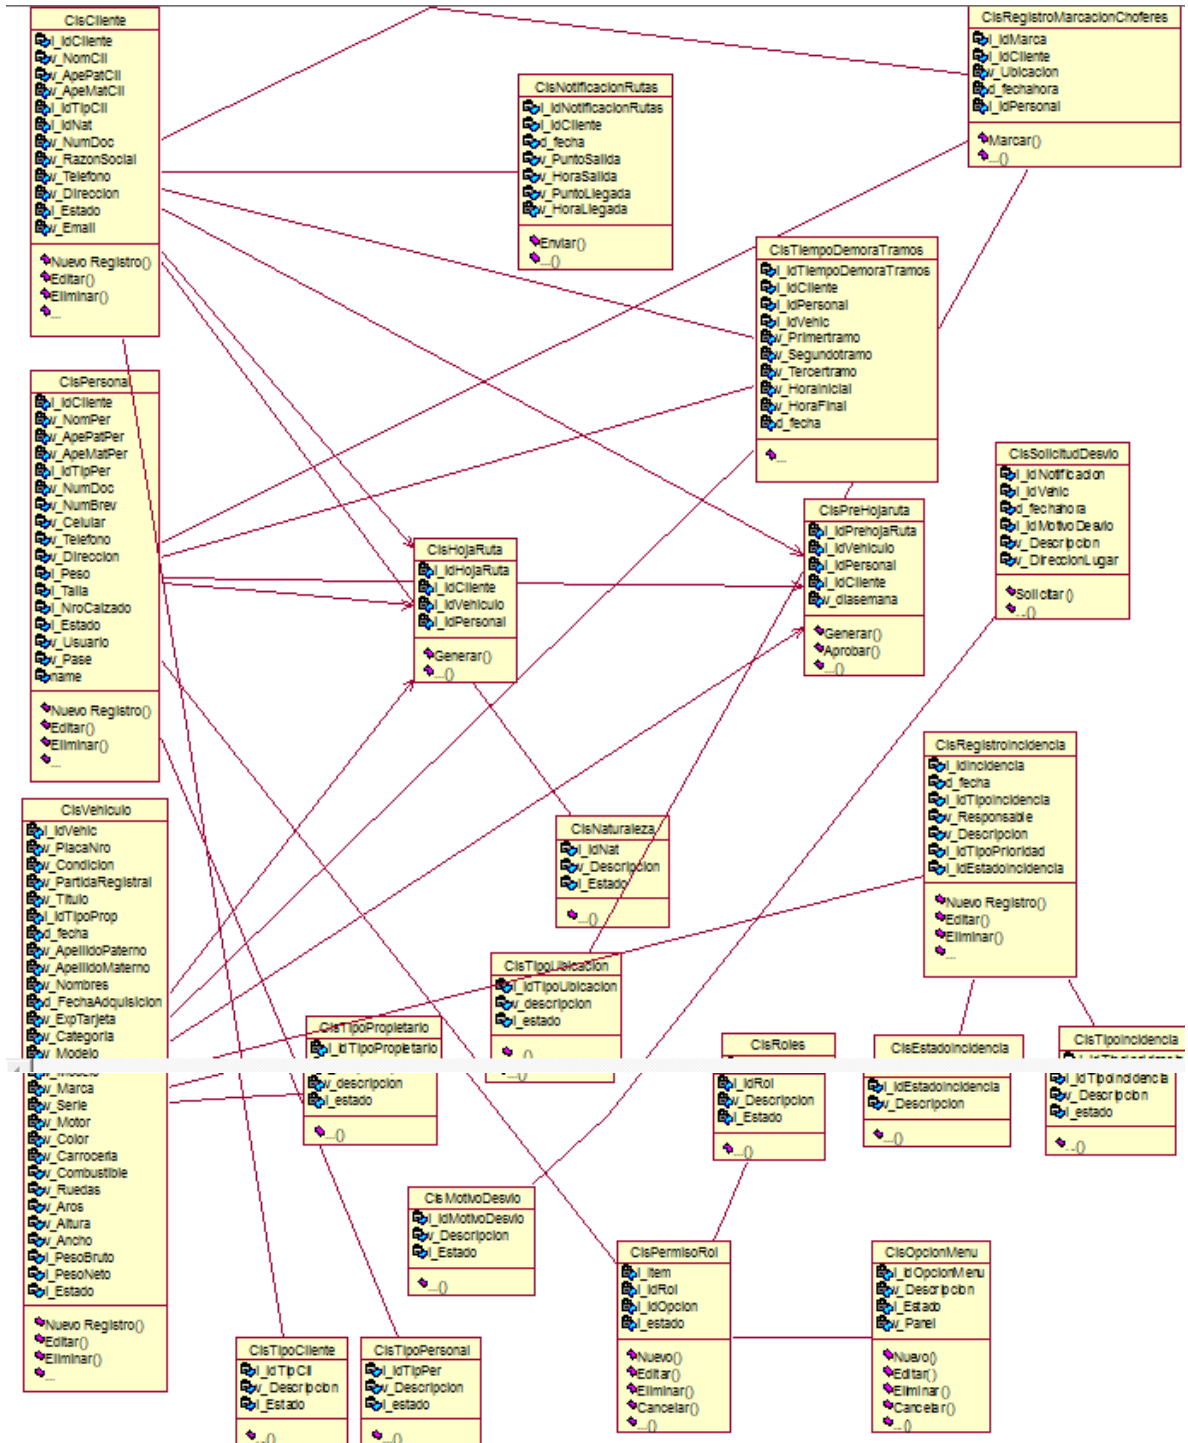 ClsCliente
i_IdCliente
v_NomCli
v_ApePatCli
v_ApeMatCli
i_IdTipCli
i_IdNat
v_NumDoc
v_RazonSocial
v_Telefono
v_Direccion
i_Estado
v_Email
Nuevo Registro()
Editar()
Eliminar()
...
ClsNotificacionRutas
i_IdNotificacionRutas
i_IdCliente
d_fecha
v_PuntoSalida
v_HoraSalida
v_PuntoLlegada
v_HoraLlegada
Enviar()
...()
ClsRegistroMarcacionChoferes
i_IdMarca
i_IdCliente
v_Ubicacion
d_fechahora
i_IdPersonal
Marcar()
...()
ClsTiempoDemoraTramos
i_IdTiempoDemoraTramos
i_IdCliente
i_IdPersonal
i_IdVehic
v_Primertramo
v_Segundotramo
v_Tercertramo
v_HoraInicial
v_HoraFinal
d_fecha
...
ClsPersonal
i_IdCliente
v_NomPer
v_ApePatPer
v_ApeMatPer
i_IdTipPer
v_NumDoc
v_NumBrev
v_Celular
v_Telefono
v_Direccion
i_Peso
i_Talla
i_NroCalzado
i_Estado
v_Usuario
v_Pase
name
Nuevo Registro()
Editar()
Eliminar()
...
ClsHojaRuta
i_IdHojaRuta
i_IdCliente
i_IdVehiculo
i_IdPersonal
Generar()
...()
ClsPreHojaruta
i_IdPrehojaRuta
i_IdVehiculo
i_IdPersonal
i_IdCliente
v_diasemana
Generar()
Aprobar()
...()
ClsSolicitudDesvio
i_IdNotificacion
i_IdVehic
d_fechahora
i_IdMotivoDesvio
v_Descripcion
v_DireccionLugar
Solicitar()
...()
ClsVehiculo
i_IdVehic
v_PlacaNro
v_Condicion
v_PartidaRegistral
v_Titulo
i_IdTipoProp
d_fecha
v_ApellidoPaterno
v_ApellidoMaterno
v_Nombres
d_FechaAdquisicion
v_ExpTarjeta
v_Categoria
v_Modelo
v_Marca
v_Serie
v_Motor
v_Color
v_Carroceria
v_Combustible
v_Ruedas
v_Aros
v_Altura
v_Ancho
i_PesoBruto
i_PesoNeto
i_Estado
Nuevo Registro()
Editar()
Eliminar()
...
ClsNaturaleza
i_IdNat
v_Descripcion
i_Estado
...()
ClsRegistroIncidencia
i_IdIncidencia
d_fecha
i_IdTipoIncidencia
v_Responsable
v_Descripcion
i_IdTipoPrioridad
i_IdEstadoIncidencia
Nuevo Registro()
Editar()
Eliminar()
...
ClsTipoUbicacion
i_IdTipoUbicacion
v_descripcion
i_estado
...()
ClsTipoPropietario
i_IdTipoPropietario
v_descripcion
i_estado
...()
ClsRoles
i_IdRol
v_Descripcion
i_Estado
...()
ClsEstadoIncidencia
i_IdEstadoIncidencia
v_Descripcion
...()
ClsTipoIncidencia
i_IdTipoIncidencia
v_Descripcion
i_estado
...()
ClsMotivoDesvio
i_IdMotivoDesvio
v_Descripcion
i_Estado
...()
ClsPermisoRol
i_Item
i_IdRol
i_IdOpcion
i_estado
Nuevo()
Editar()
Eliminar()
Cancelar()
...()
ClsOpcionMenu
i_IdOpcionMenu
v_Descripcion
i_Estado
v_Panel
Nuevo()
Editar()
Eliminar()
Cancelar()
...()
ClsTipoCliente
i_IdTipCli
v_Descripcion
i_Estado
...()
ClsTipoPersonal
i_IdTipPer
v_Descripcion
i_estado
...()